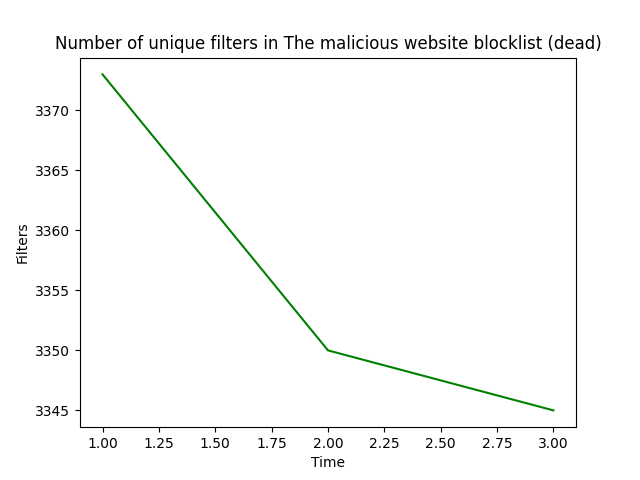 Number of unique filters in The malicious website blocklist (dead)
3370
3365
3360
3355
3350
3345
Filters
1.00 1.25 1.50 1.75 2.00 2.25 2.50 2.75 3.00
Time